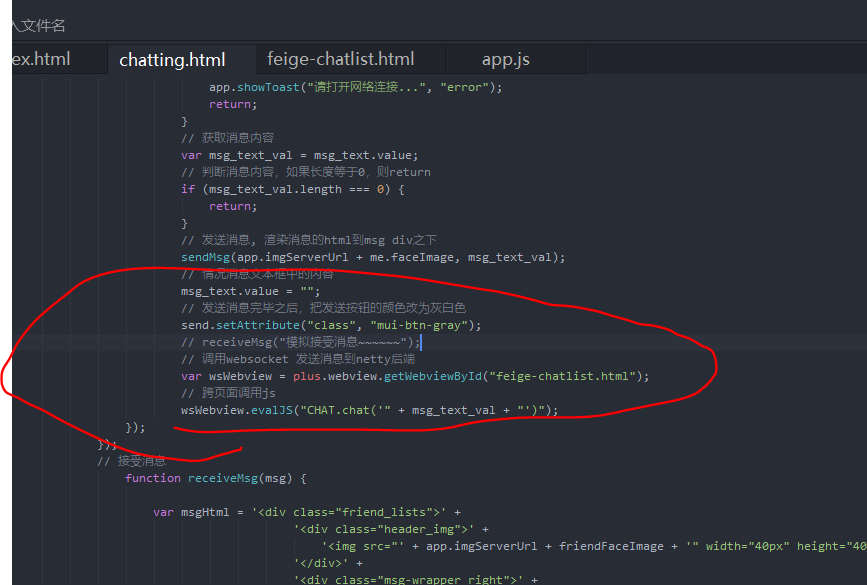 入文件名
ex.html chatting.html feige-chatlist.html app.js
app.showToast("请打开网络连接...", "error");
return;
}
// 获取消息内容
var msg_text_val = msg_text.value;
// 判断消息内容，如果长度等于0，则return
if (msg_text_val.length === 0) {
return;
}
// 发送消息, 渲染消息的html到msg div之下
sendMsg(app.imgServerUrl + me.faceImage, msg_text_val);
// 情况消息文本框中的内容
msg_text.value = "";
// 发送消息完毕之后，把发送按钮的颜色改为灰白色
send.setAttribute("class", "mui-btn-gray");
// receiveMsg("模拟接受消息~~~~~~");
// 调用websocket 发送消息到netty后端
var wsWebview = plus.webview.getWebviewById("feige-chatlist.html");
// 跨页面调用js
wsWebview.evalJS("CHAT.chat('" + msg_text_val + "')");
});
});
// 接受消息
function receiveMsg(msg) {
var msgHtml = '<div class="friend_lists">' +
'<div class="header_img">' +
'<img src="' + app.imgServerUrl + friendFaceImage + '" width="40px" height="40
'</div>' +
'<div class="msg-wrapper right">' +